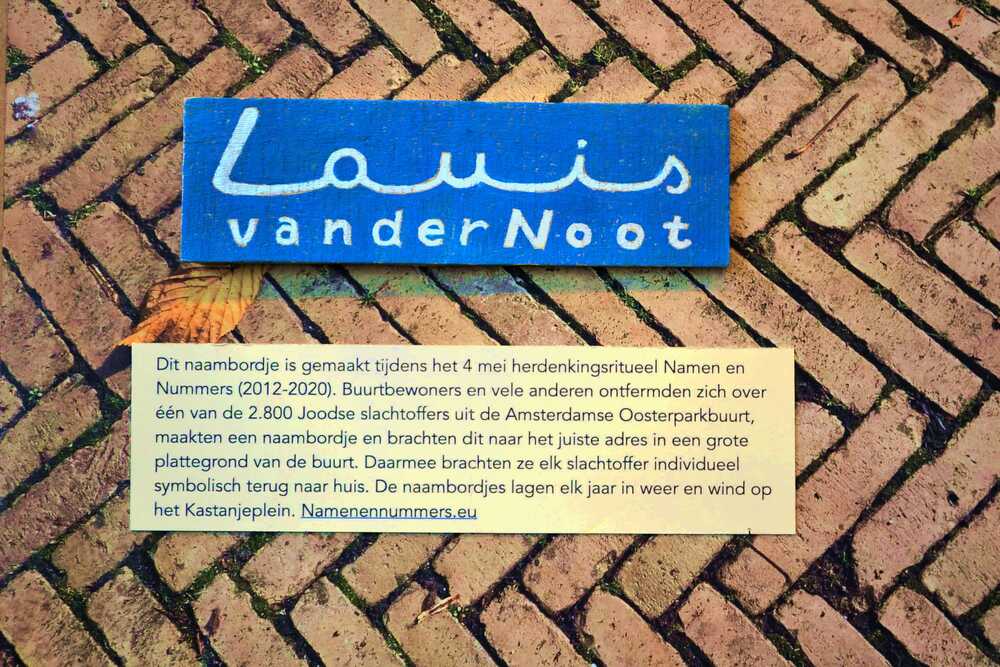 Louis
van der Noot
Dit naambordje is gemaakt tijdens het 4 mei herdenkingsritueel Namen en
Nummers (2012-2020). Buurtbewoners en vele anderen ontfermden zich over
één van de 2.800 Joodse slachtoffers uit de Amsterdamse Oosterparkbuurt,
maakten een naambordje en brachten dit naar het juiste adres in een grote
plattegrond van de buurt. Daarmee brachten ze elk slachtoffer individueel
symbolisch terug naar huis. De naambordjes lagen elk jaar in weer en wind op
het Kastanjeplein. Namenennummers.eu